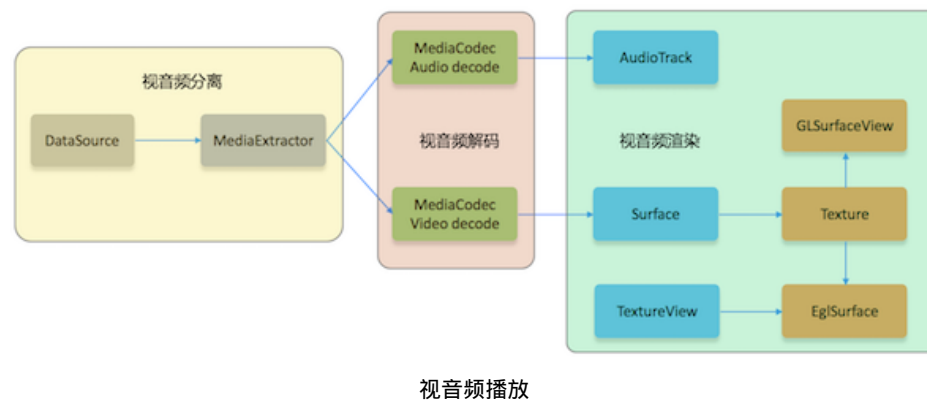 视音频分离
DataSource
MediaExtractor
MediaCodec
Audio decode
视音频解码
MediaCodec
Video decode
AudioTrack
视音频渲染
GLSurfaceView
Surface
Texture
TextureView
EglSurface
视音频播放